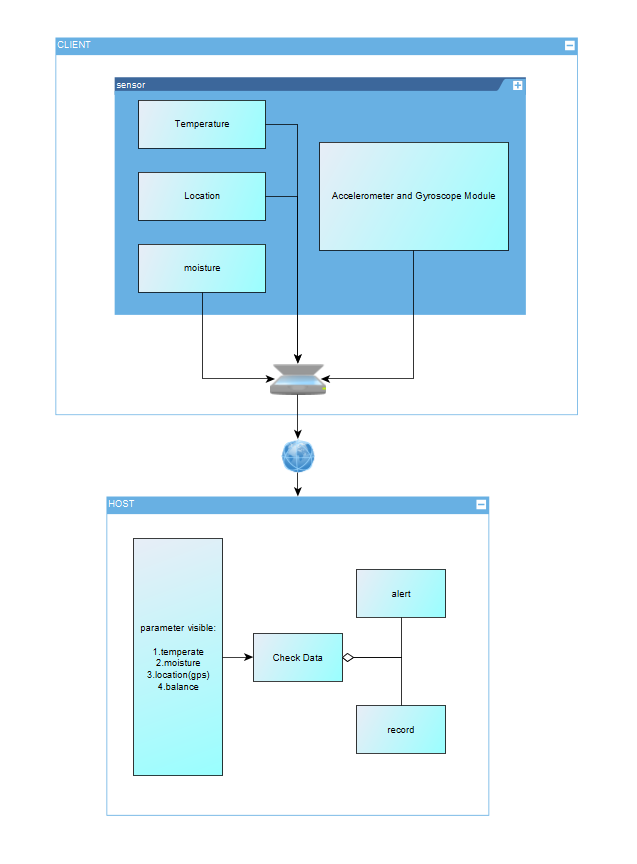 CLIENT
sensor
Temperature
Location
moisture
Accelerometer and Gyroscope Module
HOST
parameter visible:
1.temperate
2.moisture
3.location(gps)
4.balance
Check Data
alert
record